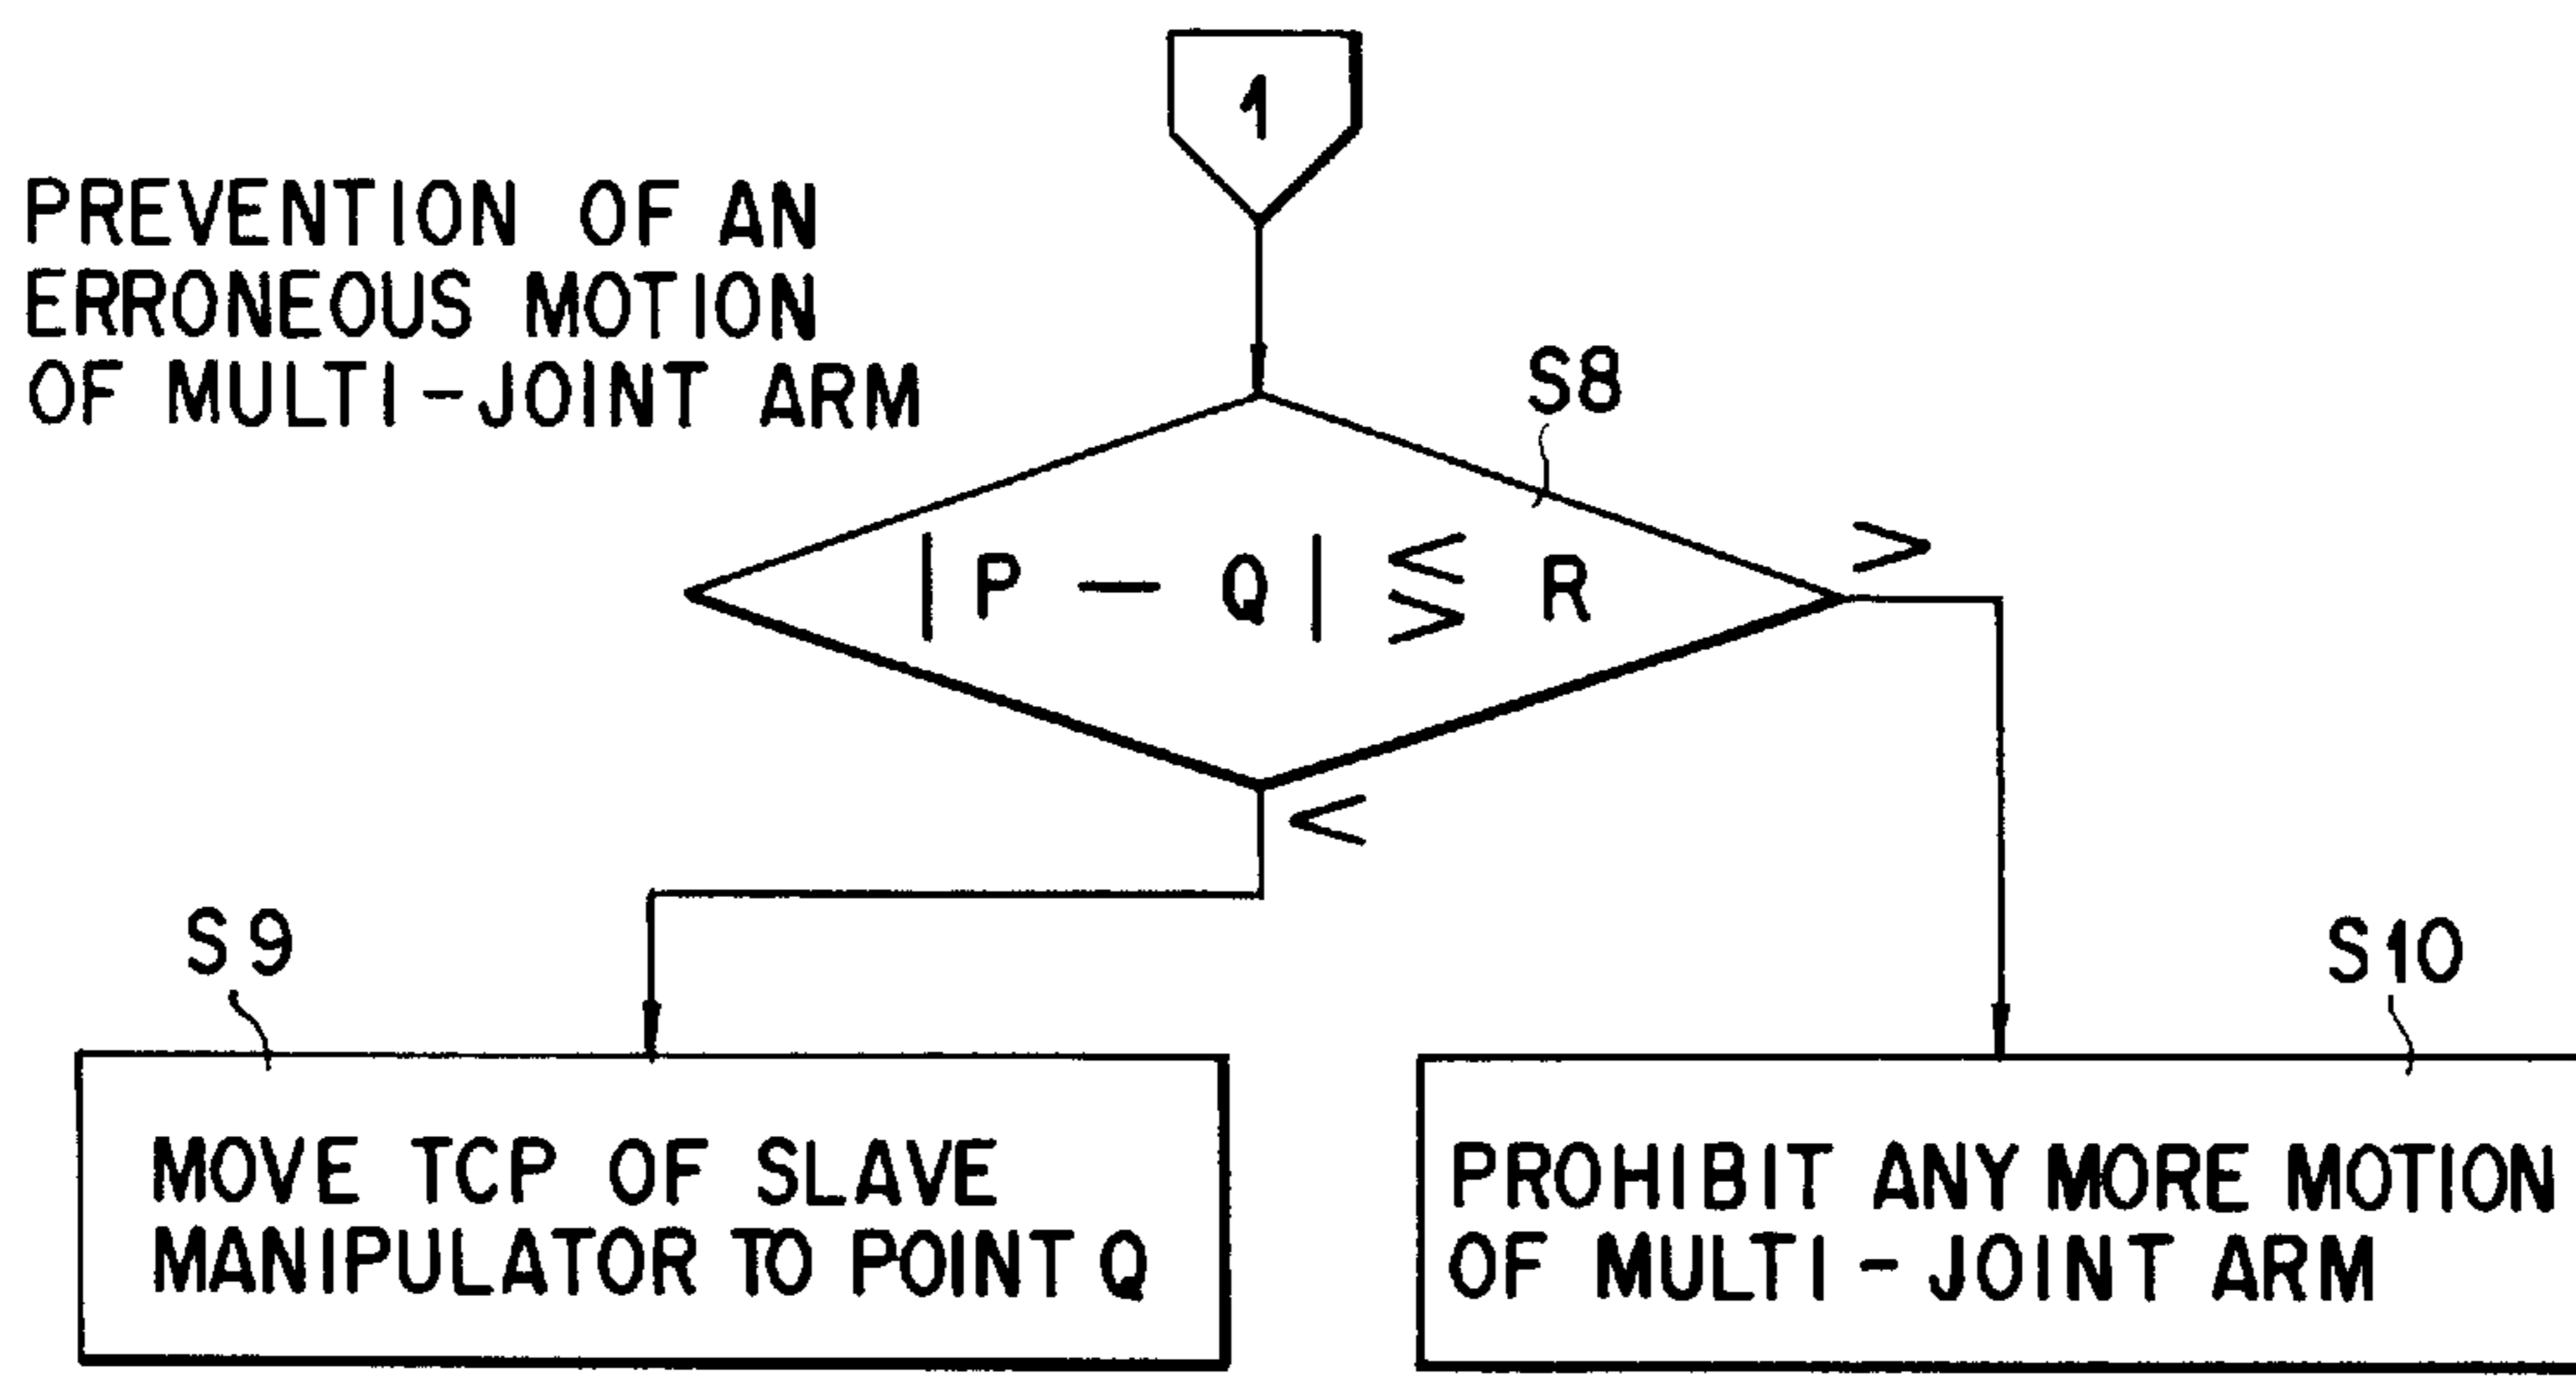 1
PREVENTION OF AN
ERRONEOUS MOTION
OF MULTI-JOINT ARM
S8
| P - Q | ⪋ R
>
<
S9
S10
MOVE TCP OF SLAVE
MANIPULATOR TO POINT Q
PROHIBIT ANY MORE MOTION
OF MULTI-JOINT ARM